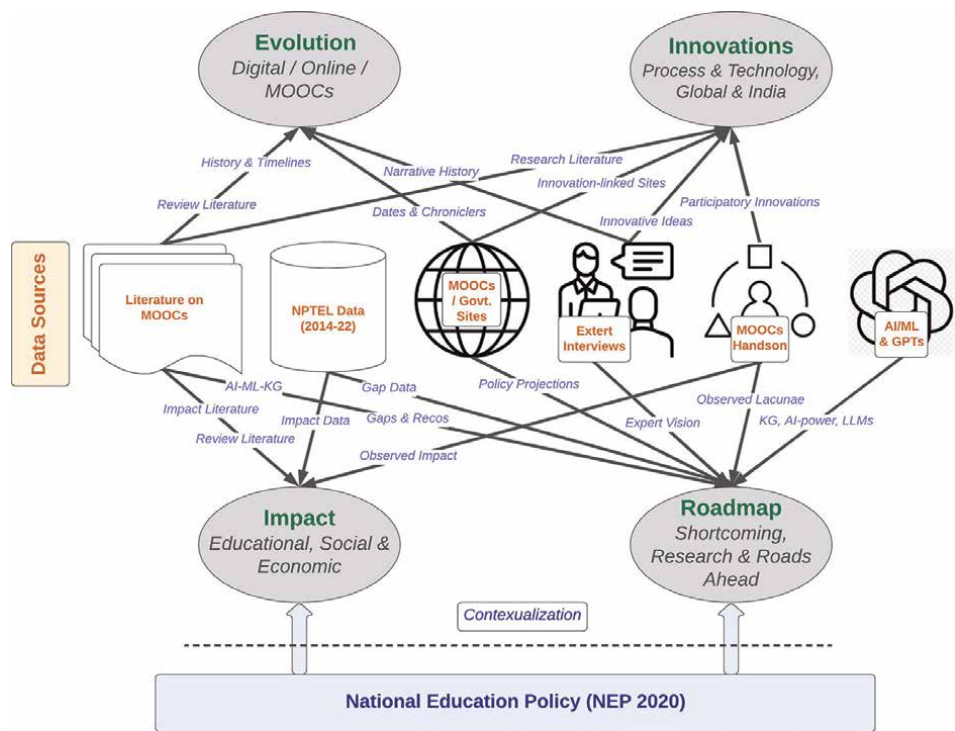 Evolution
Digital / Online /
MOOCs
Innovations
Process & Technology,
Global & India
History & Timelines
Research Literature
Narrative History
Innovation-linked Sites
Review Literature
Participatory Innovations
Dates & Chroniclers
Innovative Ideas
Data Sources
Literature on
MOOCs
NPTEL Data
(2014-22)
MOOCs
/ Govt.
Sites
Extert
Interviews
MOOCs
Handson
AI/ML
& GPTs
AI-ML-KG
Gap Data
Policy Projections
Observed Lacunae
Impact Literature
Impact Data
Gaps & Recos
Expert Vision
KG, AI-power, LLMs
Review Literature
Observed Impact
Impact
Educational, Social &
Economic
Roadmap
Shortcoming,
Research & Roads
Ahead
Contexualization
National Education Policy (NEP 2020)